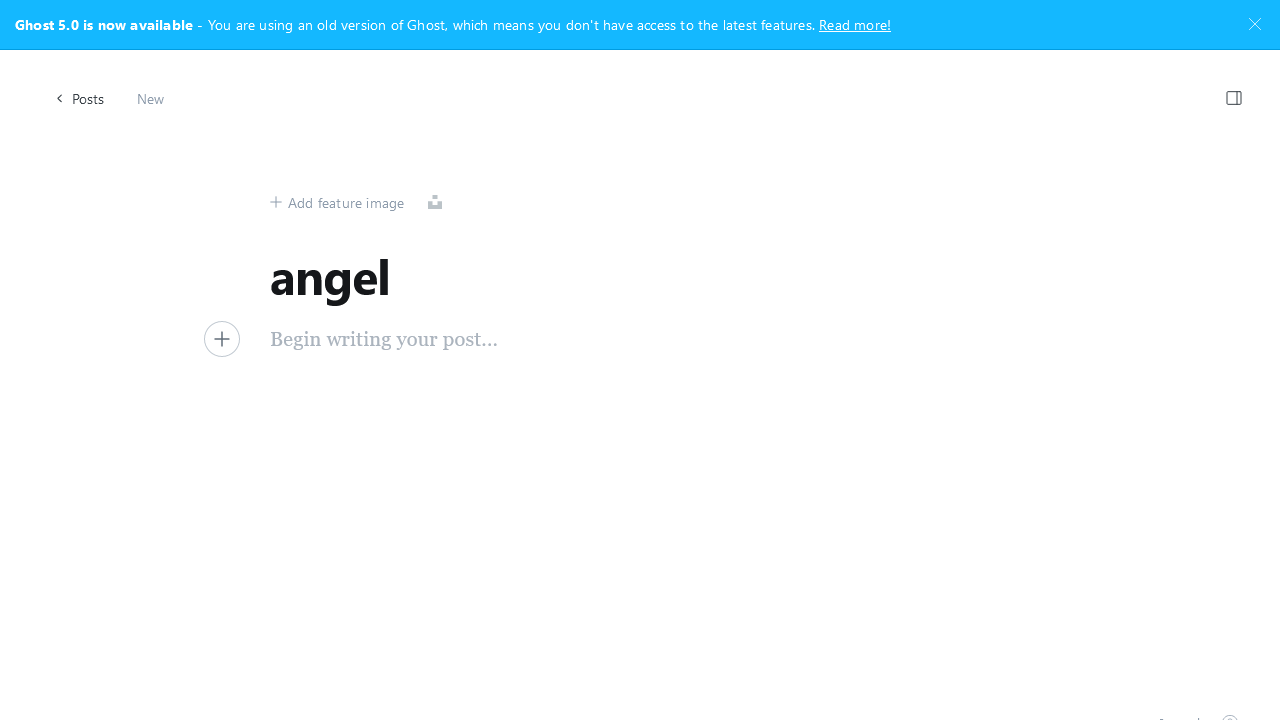 Ghost 5.0 is now available - You are using an old version of Ghost, which means you don't have access to the latest features. Read more!
Posts New
Add feature image
angel
Begin writing your post...